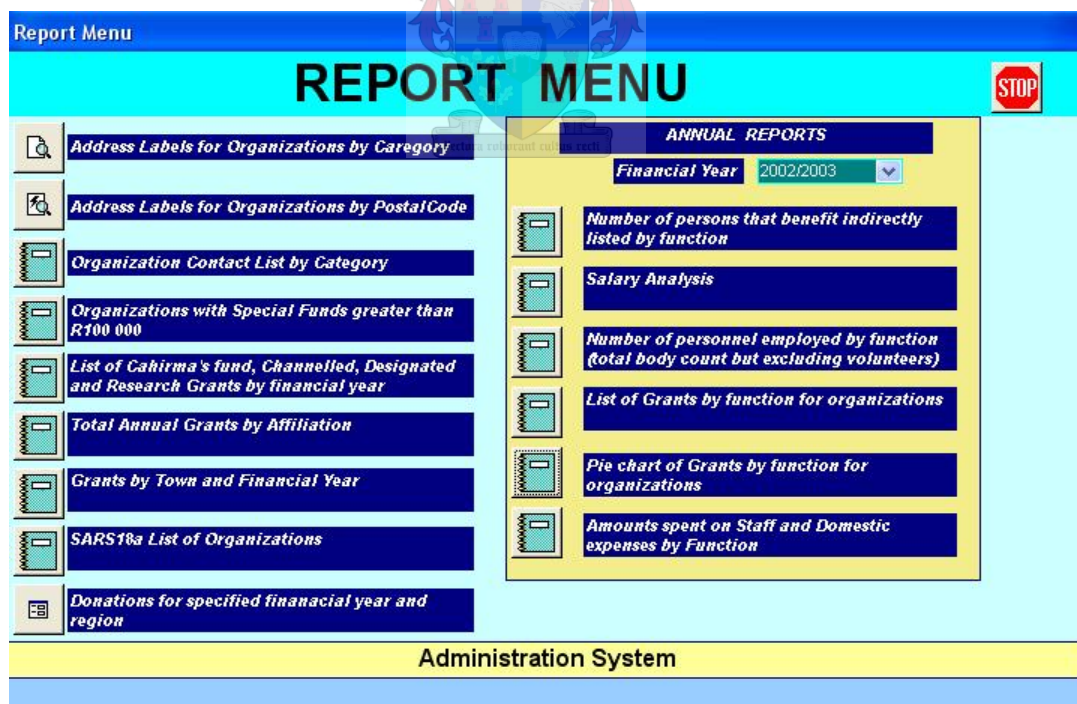 Report Menu
REPORT MENU
STOP
Address Labels for Organizations by Caregory
Address Labels for Organizations by PostalCode
Organization Contact List by Category
Organizations with Special Funds greater than
R100 000
List of Cahirma's fund, Channelled, Designated
and Research Grants by financial year
Total Annual Grants by Affiliation
Grants by Town and Financial Year
SARS18a List of Organizations
Donations for specified finanacial year and
region
ANNUAL REPORTS
Financial Year 2002/2003
Number of persons that benefit indirectly
listed by function
Salary Analysis
Number of personnel employed by function
(total body count but excluding volunteers)
List of Grants by function for organizations
Pie chart of Grants by function for
organizations
Amounts spent on Staff and Domestic
expenses by Function
Administration System